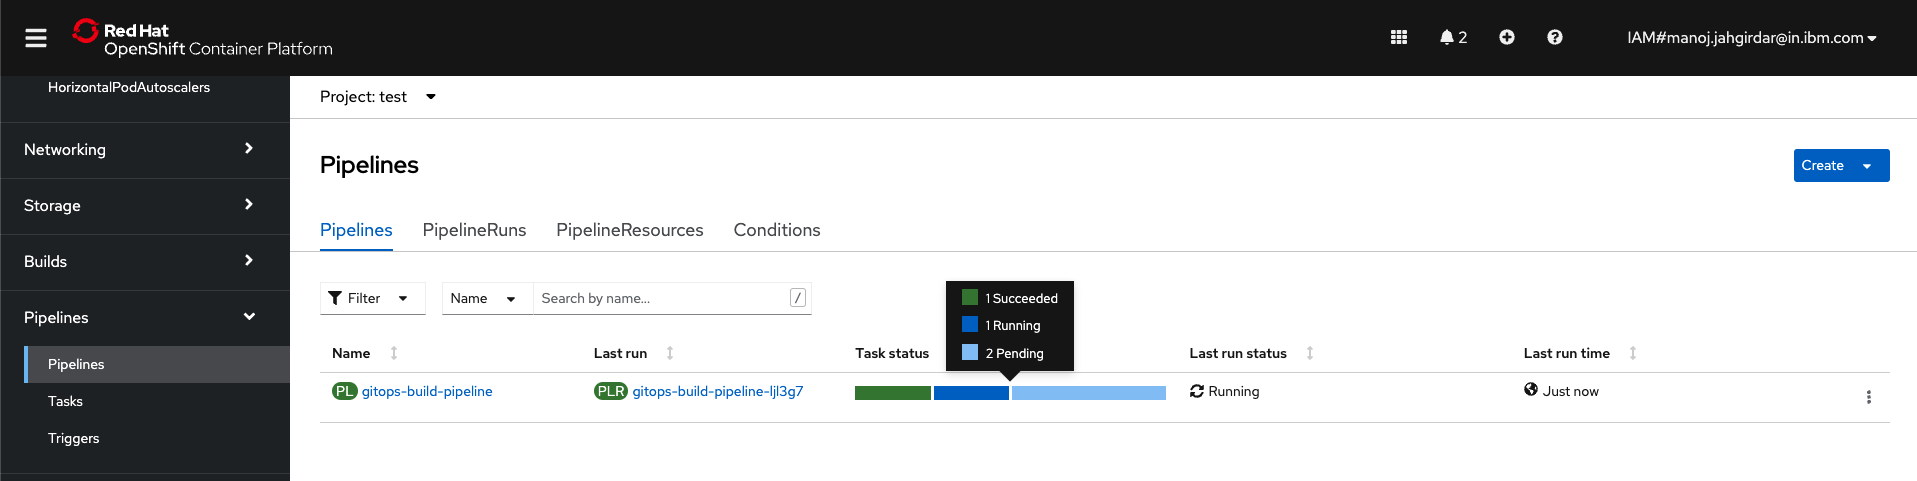 Red Hat
OpenShift Container Platform
2
IAM#manoj.jahgirdar@in.ibm.com
HorizontalPodAutoscalers
Networking
Storage
Builds
Pipelines
Pipelines
Tasks
Triggers
Project: test
Pipelines
Create
Pipelines PipelineRuns PipelineResources Conditions
Filter Name Search by name... /
1 Succeeded
1 Running
2 Pending
Name Last run Task status Last run status Last run time
PL gitops-build-pipeline PLR gitops-build-pipeline-ljl3g7 Running Just now